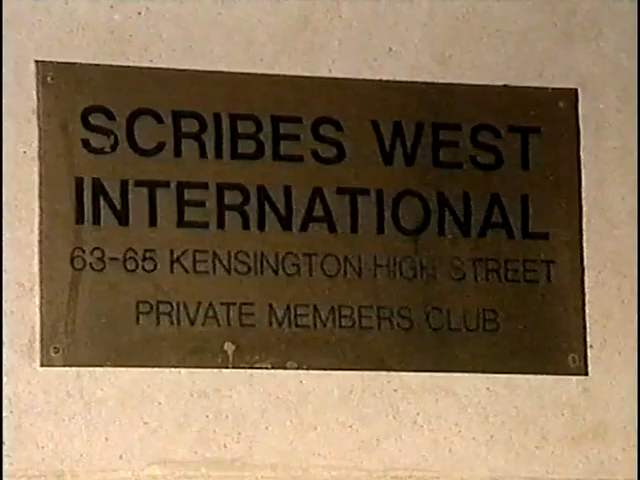 SCRIBES WEST
INTERNATIONAL
63-65 KENSINGTON HIGH STREET
PRIVATE MEMBERS CLUB